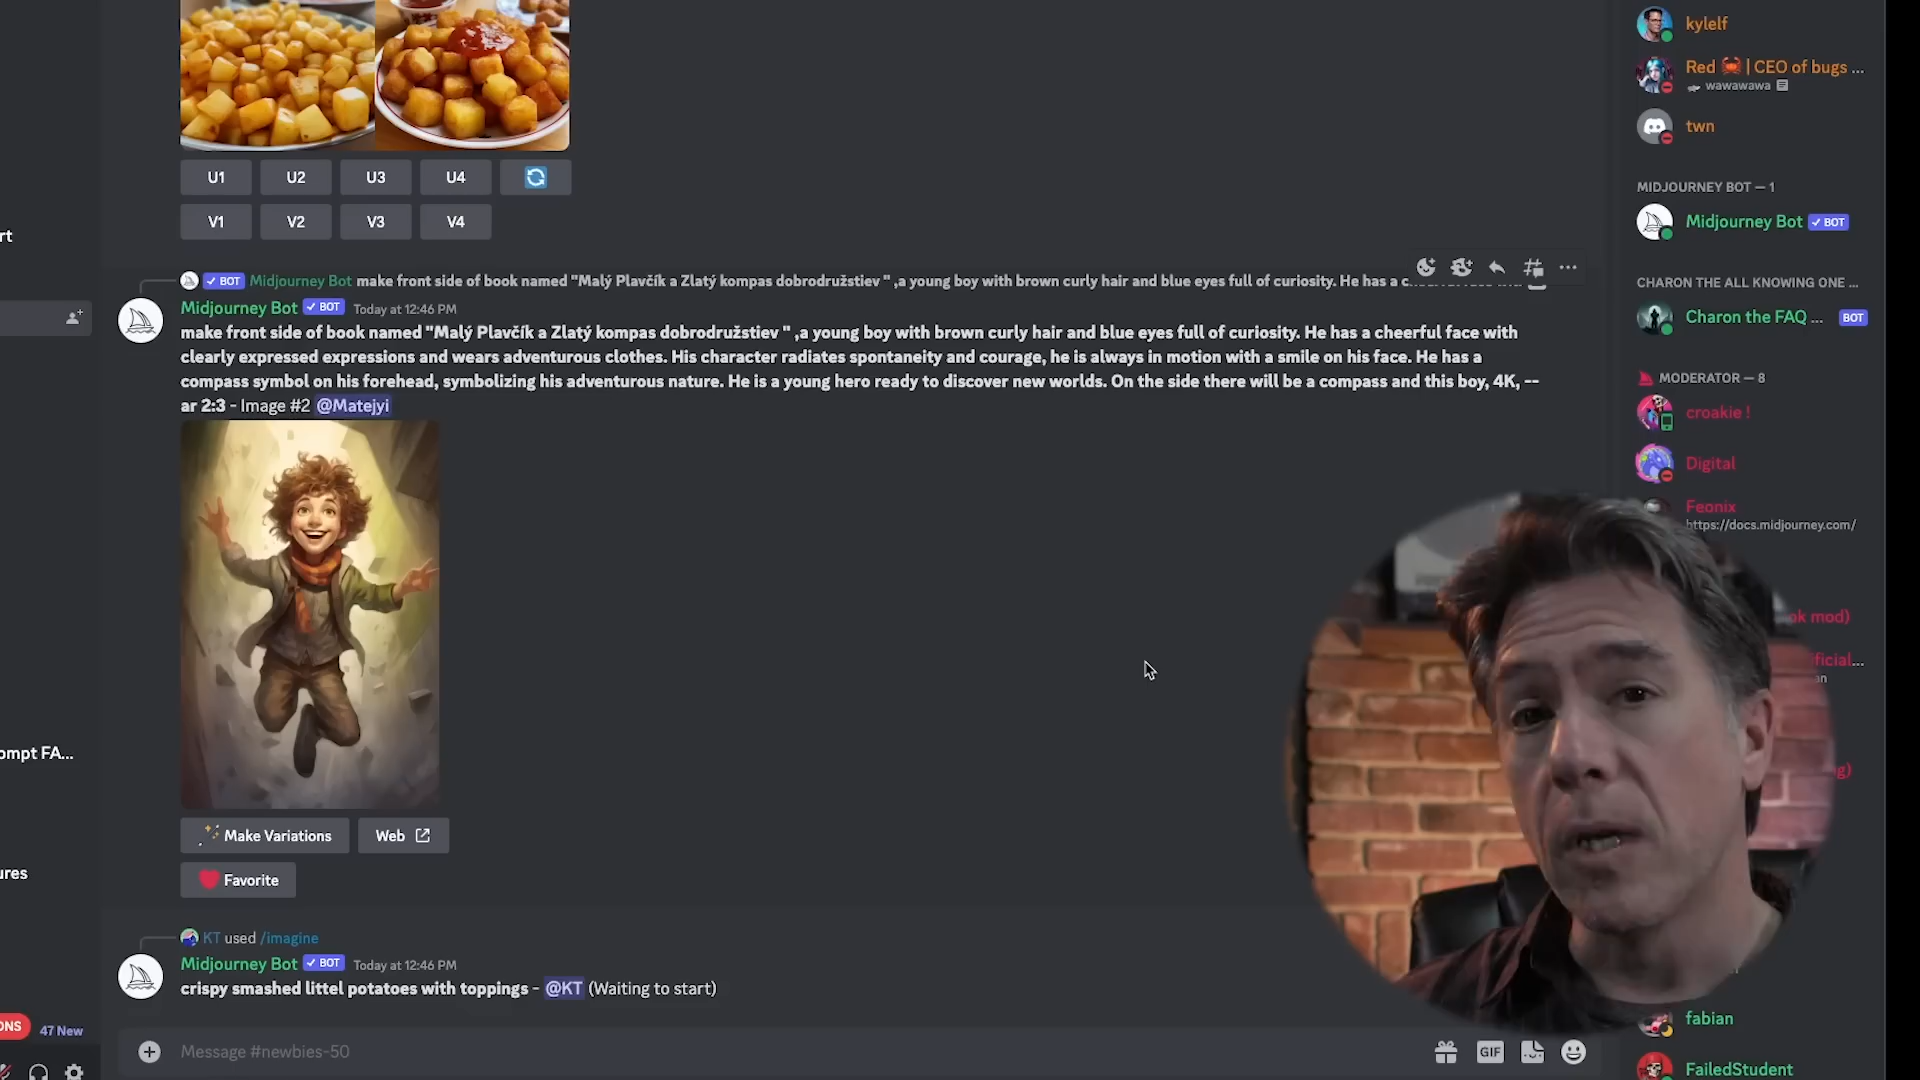 kylelf
Red 🦀 | CEO of bugs ...
wawawawa
twn
U1 U2 U3 U4
V1 V2 V3 V4
MIDJOURNEY BOT — 1
Midjourney Bot ✓ BOT
rt
✓ BOT Midjourney Bot make front side of book named "Malý Plavčík a Zlatý kompas dobrodružstiev " ,a young boy with brown curly hair and blue eyes full of curiosity. He has a
CHARON THE ALL KNOWING ONE ...
Charon the FAQ ... BOT
Midjourney Bot ✓ BOT Today at 12:46 PM
make front side of book named "Malý Plavčík a Zlatý kompas dobrodružstiev " ,a young boy with brown curly hair and blue eyes full of curiosity. He has a cheerful face with
clearly expressed expressions and wears adventurous clothes. His character radiates spontaneity and courage, he is always in motion with a smile on his face. He has a
compass symbol on his forehead, symbolizing his adventurous nature. He is a young hero ready to discover new worlds. On the side there will be a compass and this boy, 4K, --
ar 2:3 - Image #2 @Matejyi
MODERATOR — 8
croakie !
Digital
Feonix
https://docs.midjourney.com/
ok mod)
ficial...
an
g)
ompt FA...
Make Variations Web
Favorite
ures
KT used /imagine
Midjourney Bot ✓ BOT Today at 12:46 PM
crispy smashed littel potatoes with toppings - @KT (Waiting to start)
ONS 47 New
Message #newbies-50
GIF
fabian
FailedStudent